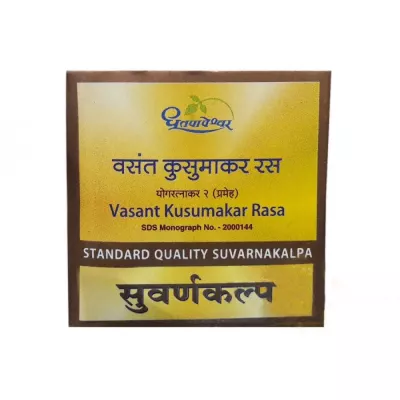 धूतपापेश्वर
वसंत कुसुमाकर रस
योगरत्नाकर २ (प्रमेह)
Vasant Kusumakar Rasa
SDS Monograph No. - 2000144
STANDARD QUALITY SUVARNAKALPA
सुवर्णकल्प